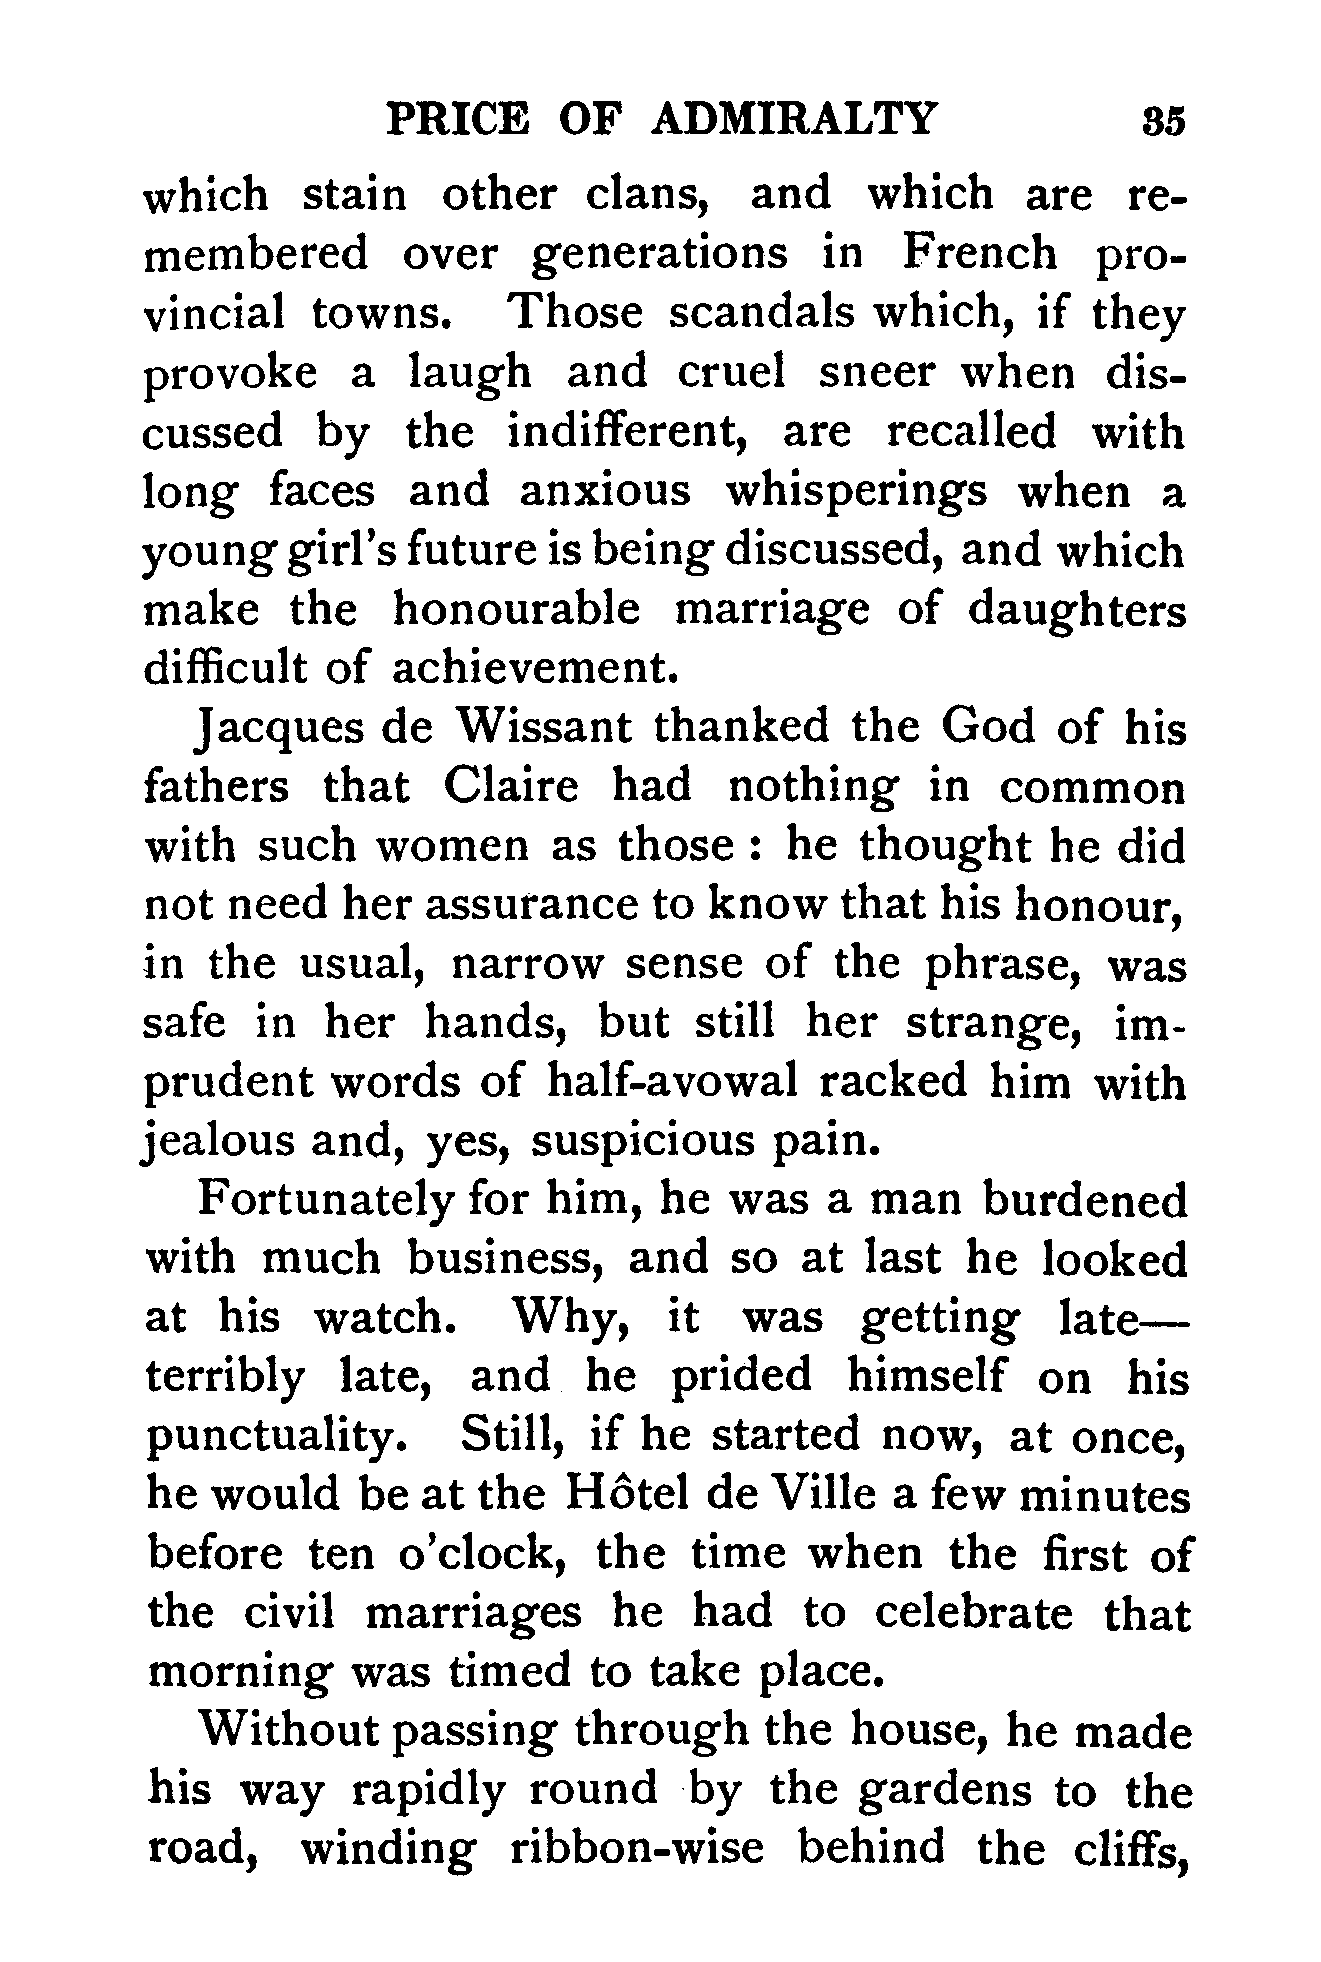 PRICE OF ADMIRALTY 35
which stain other clans, and which are re-
membered over generations in French pro-
vincial towns. Those scandals which, if they
provoke a laugh and cruel sneer when dis-
cussed by the indifferent, are recalled with
long faces and anxious whisperings when a
young girl's future is being discussed, and which
make the honourable marriage of daughters
difficult of achievement.
Jacques de Wissant thanked the God of his
fathers that Claire had nothing in common
with such women as those : he thought he did
not need her assurance to know that his honour,
in the usual, narrow sense of the phrase, was
safe in her hands, but still her strange, im-
prudent words of half-avowal racked him with
jealous and, yes, suspicious pain.
Fortunately for him, he was a man burdened
with much business, and so at last he looked
at his watch. Why, it was getting late—
terribly late, and he prided himself on his
punctuality. Still, if he started now, at once,
he would be at the Hôtel de Ville a few minutes
before ten o'clock, the time when the first of
the civil marriages he had to celebrate that
morning was timed to take place.
Without passing through the house, he made
his way rapidly round by the gardens to the
road, winding ribbon-wise behind the cliffs,